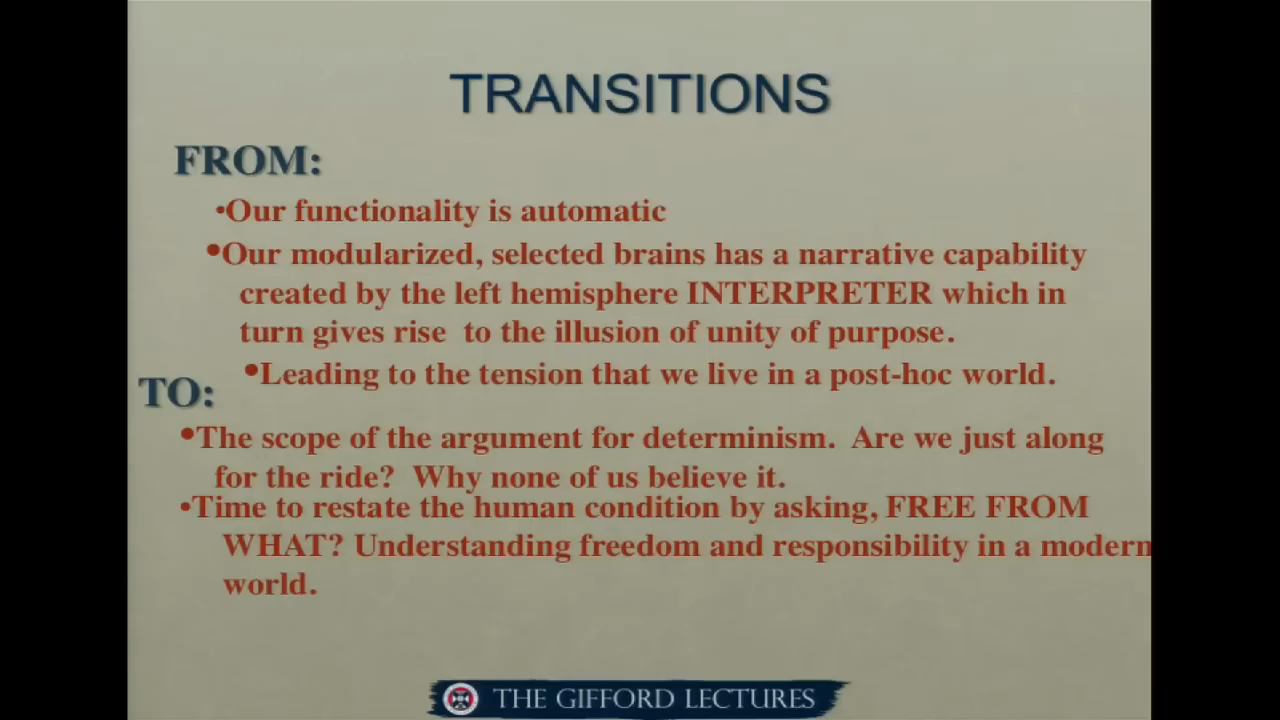 TRANSITIONS
FROM:
•Our functionality is automatic
•Our modularized, selected brains has a narrative capability
created by the left hemisphere INTERPRETER which in
turn gives rise to the illusion of unity of purpose.
•Leading to the tension that we live in a post-hoc world.
TO:
•The scope of the argument for determinism. Are we just along
for the ride? Why none of us believe it.
•Time to restate the human condition by asking, FREE FROM
WHAT? Understanding freedom and responsibility in a modern
world.
THE GIFFORD LECTURES